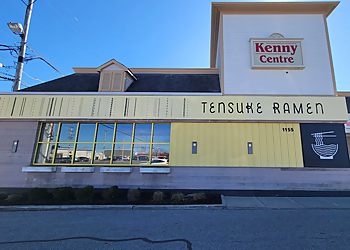 Kenny
Centre
TENSUKE RAMEN
1155